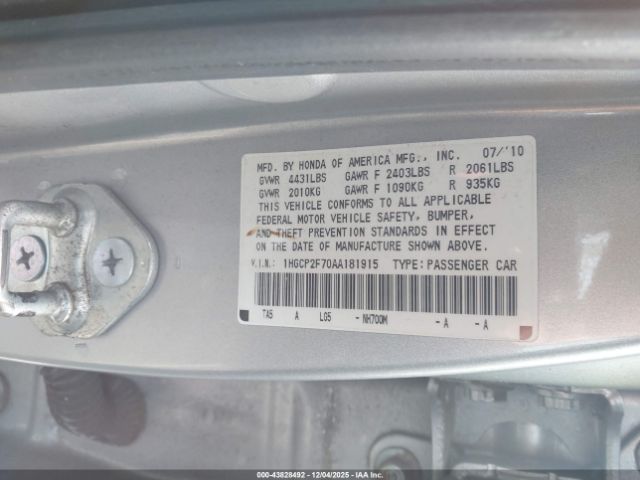 MFD. BY HONDA OF AMERICA MFG., INC. 07/'10
GVWR 4431LBS GAWR F 2403LBS R 2061LBS
GVWR 2010KG GAWR F 1090KG R 935KG
THIS VEHICLE CONFORMS TO ALL APPLICABLE
FEDERAL MOTOR VEHICLE SAFETY, BUMPER,
AND THEFT PREVENTION STANDARDS IN EFFECT
ON THE DATE OF MANUFACTURE SHOWN ABOVE.
V.I.N.: 1HGCP2F70AA181915 TYPE: PASSENGER CAR
TA5 A LG5 - NH700M - A - A
000-43828492 12/04/2025 - IAA Inc.